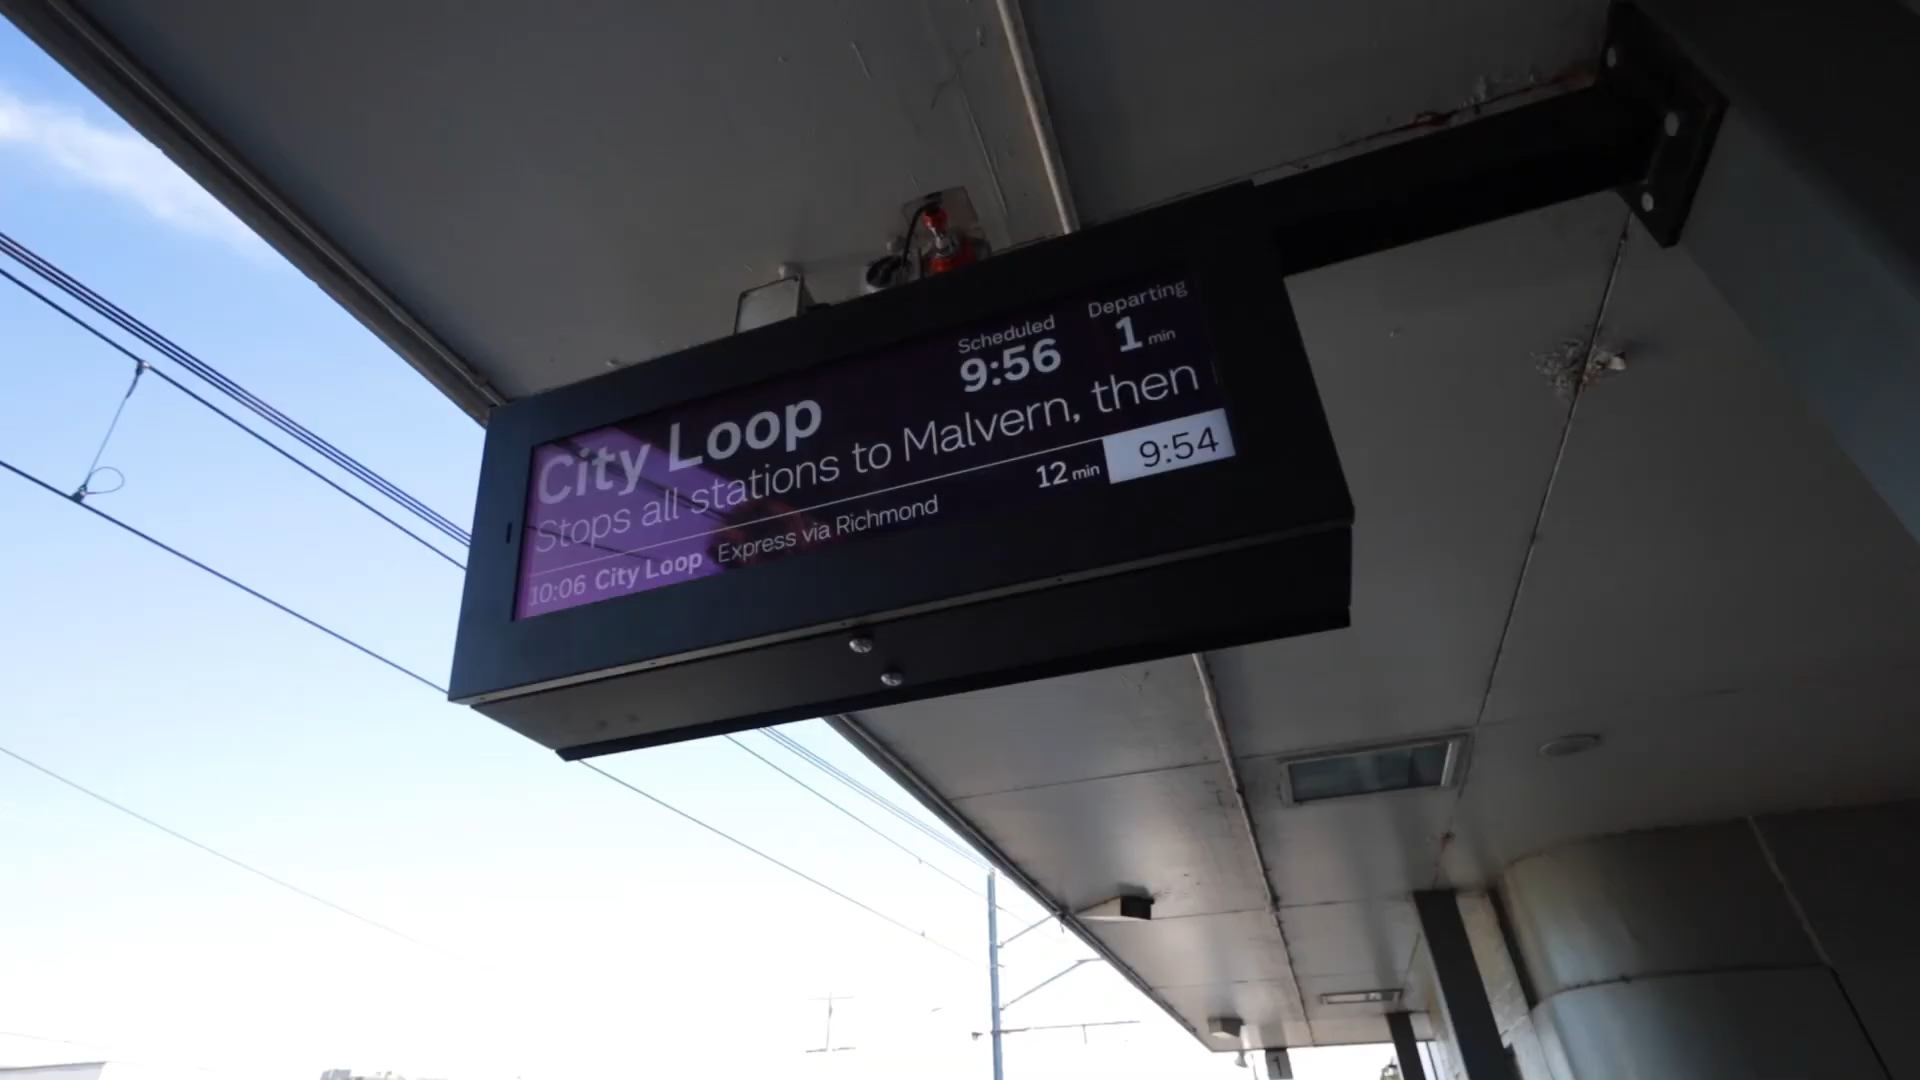 Scheduled Departing
City Loop 9:56 1 min
Stops all stations to Malvern, then
10:06 City Loop Express via Richmond 12 min 9:54
1